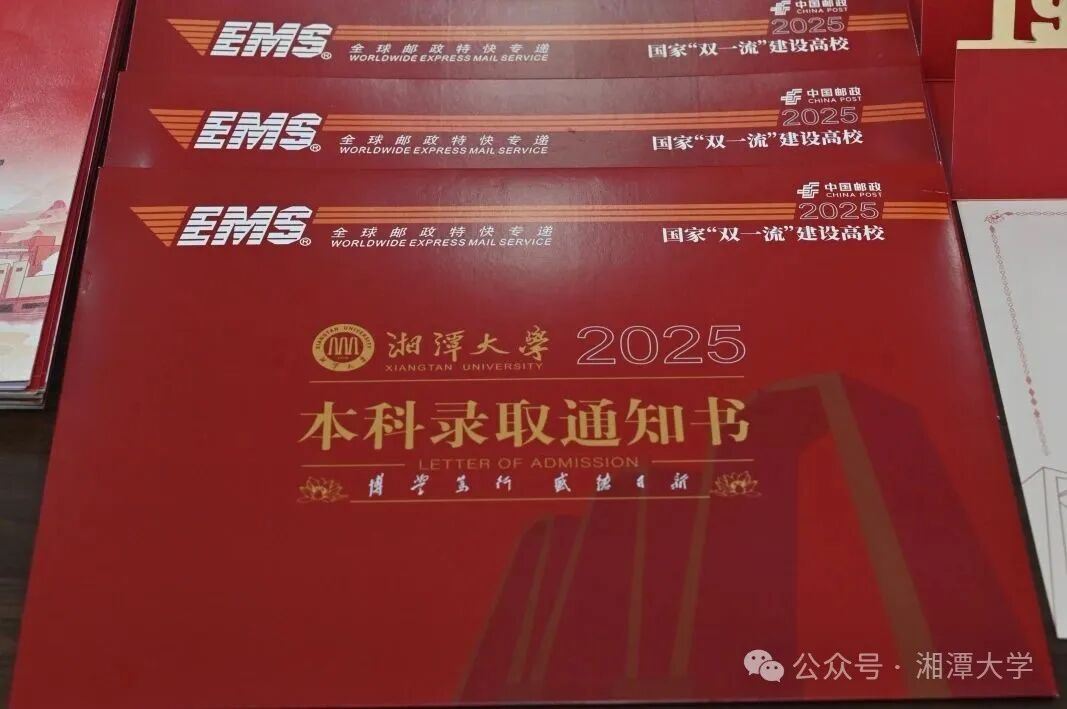 中国邮政
CHINA POST
EMS® 全球邮政特快专递
WORLDWIDE EXPRESS MAIL SERVICE
2025
国家“双一流”建设高校
19
中国邮政
CHINA POST
EMS® 全球邮政特快专递
WORLDWIDE EXPRESS MAIL SERVICE
2025
国家“双一流”建设高校
中国邮政
CHINA POST
EMS® 全球邮政特快专递
WORLDWIDE EXPRESS MAIL SERVICE
2025
国家“双一流”建设高校
湘潭大学 2025
XIANGTAN UNIVERSITY
本科录取通知书
LETTER OF ADMISSION
博学笃行 盛德日新
公众号·湘潭大学